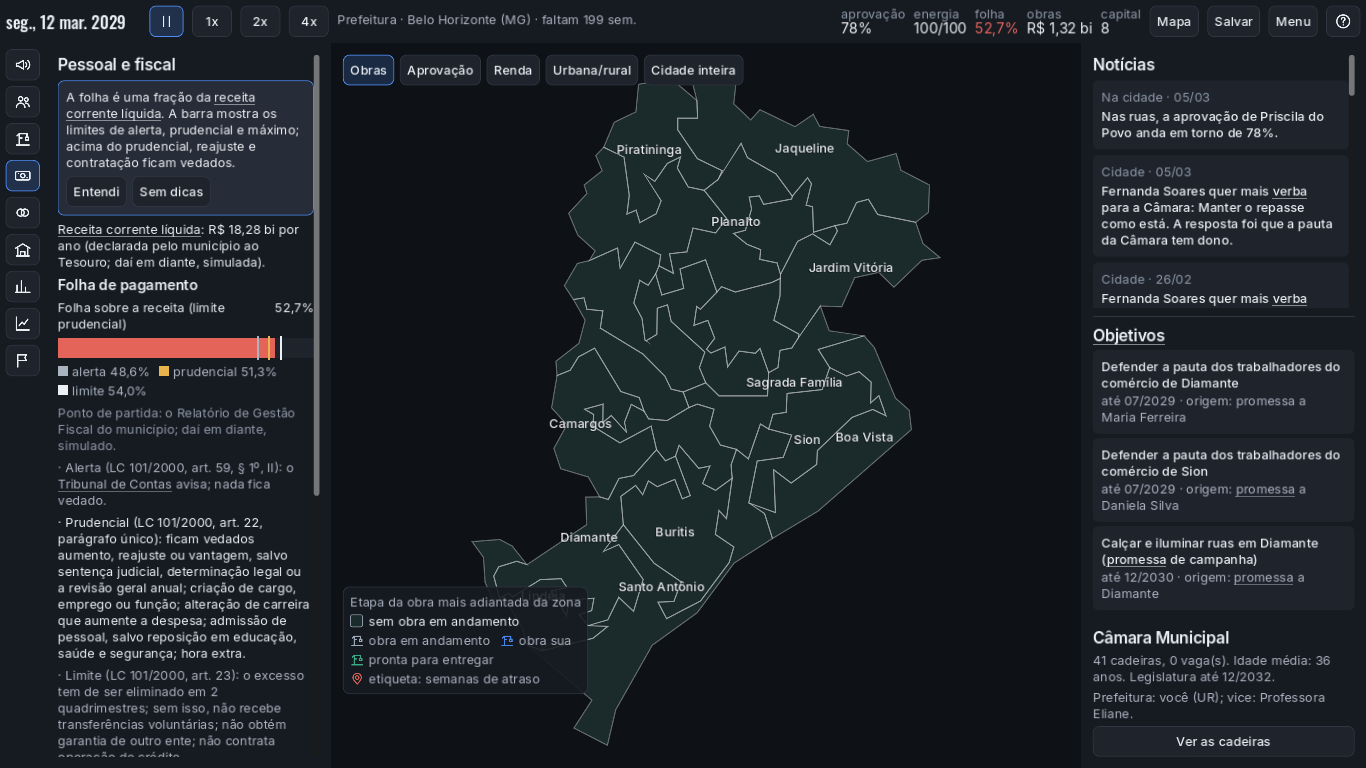 seg., 12 mar. 2029
1x
2x
4x
Prefeitura · Belo Horizonte (MG) · faltam 199 sem.
aprovação
78%
energia
100/100
folha
52,7%
obras
R$ 1,32 bi
capital
8
Mapa
Salvar
Menu
Pessoal e fiscal
A folha é uma fração da receita
corrente líquida. A barra mostra os
limites de alerta, prudencial e máximo;
acima do prudencial, reajuste e
contratação ficam vedados.
Entendi
Sem dicas
Receita corrente líquida: R$ 18,28 bi por
ano (declarada pelo município ao
Tesouro; daí em diante, simulada).
Folha de pagamento
Folha sobre a receita (limite
prudencial)
52,7%
alerta 48,6%
prudencial 51,3%
limite 54,0%
Ponto de partida: o Relatório de Gestão
Fiscal do município; daí em diante,
simulado.
· Alerta (LC 101/2000, art. 59, § 1º, II): o
Tribunal de Contas avisa; nada fica
vedado.
· Prudencial (LC 101/2000, art. 22,
parágrafo único): ficam vedados
aumento, reajuste ou vantagem, salvo
sentença judicial, determinação legal ou
a revisão geral anual; criação de cargo,
emprego ou função; alteração de carreira
que aumente a despesa; admissão de
pessoal, salvo reposição em educação,
saúde e segurança; hora extra.
· Limite (LC 101/2000, art. 23): o excesso
tem de ser eliminado em 2
quadrimestres; sem isso, não recebe
transferências voluntárias; não obtém
garantia de outro ente; não contrata
operação de crédito
Obras
Aprovação
Renda
Urbana/rural
Cidade inteira
Piratininga
Jaqueline
Planalto
Jardim Vitória
Sagrada Família
Camargos
Sion
Boa Vista
Diamante
Buritis
Santo Antônio
Lindéia
Etapa da obra mais adiantada da zona
sem obra em andamento
obra em andamento
obra sua
pronta para entregar
etiqueta: semanas de atraso
Notícias
Na cidade · 05/03
Nas ruas, a aprovação de Priscila do
Povo anda em torno de 78%.
Cidade · 05/03
Fernanda Soares quer mais verba
para a Câmara: Manter o repasse
como está. A resposta foi que a pauta
da Câmara tem dono.
Cidade · 26/02
Fernanda Soares quer mais verba
Objetivos
Defender a pauta dos trabalhadores do
comércio de Diamante
até 07/2029 · origem: promessa a
Maria Ferreira
Defender a pauta dos trabalhadores do
comércio de Sion
até 07/2029 · origem: promessa a
Daniela Silva
Calçar e iluminar ruas em Diamante
(promessa de campanha)
até 12/2030 · origem: promessa a
Diamante
Câmara Municipal
41 cadeiras, 0 vaga(s). Idade média: 36
anos. Legislatura até 12/2032.
Prefeitura: você (UR); vice: Professora
Eliane.
Ver as cadeiras